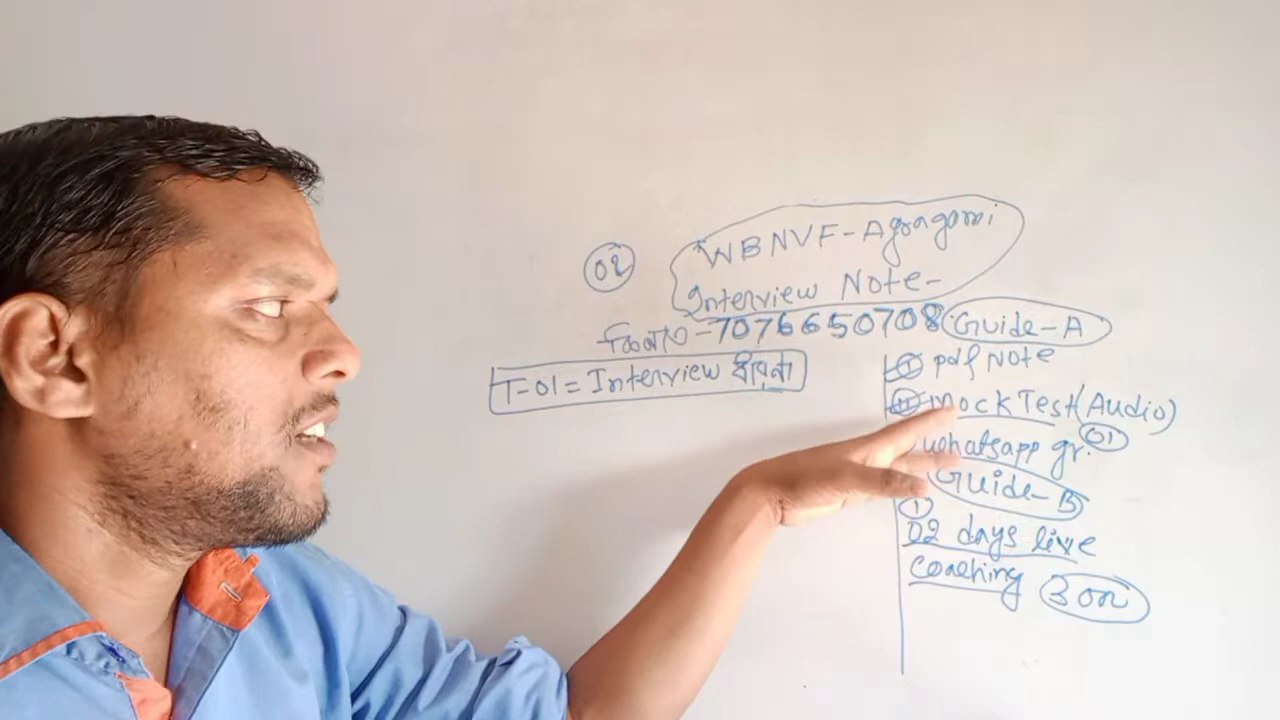 02
WBNVF-Agragami
Interview Note-
7076650708
Guide-A
T-01 = Interview
pdf Note
Mock Test (Audio)
whatsapp gr. 01
Guide-B
1
02 days live
coaching